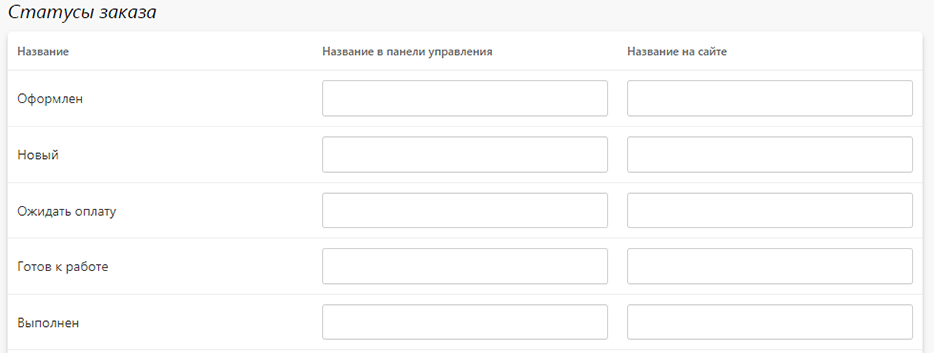 Статусы заказа
Название Название в панели управления Название на сайте
Оформлен
Новый
Ожидать оплату
Готов к работе
Выполнен